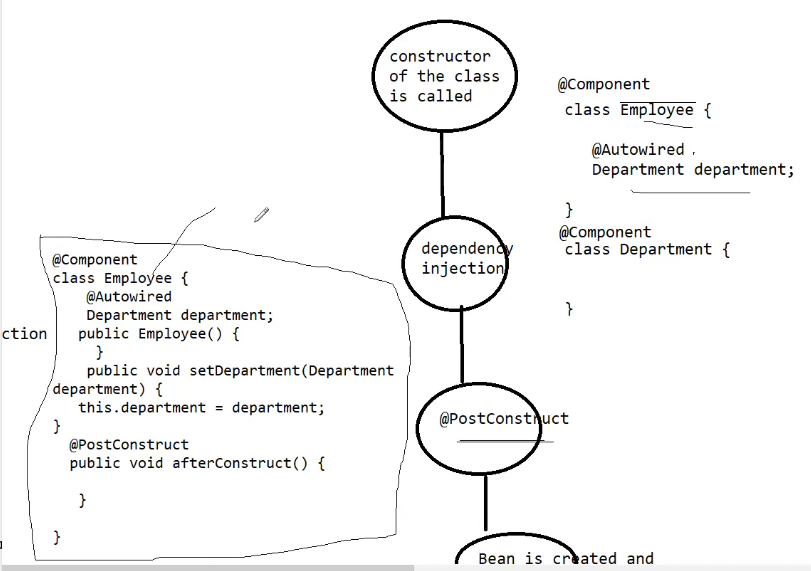 constructor
of the class
is called
dependency
injection
@PostConstruct
Bean is created and
@Component
class Employee {
@Autowired
Department department;
}
@Component
class Department {
}
ction
@Component
class Employee {
@Autowired
Department department;
public Employee() {
}
public void setDepartment(Department
department) {
this.department = department;
}
@PostConstruct
public void afterConstruct() {
}
}